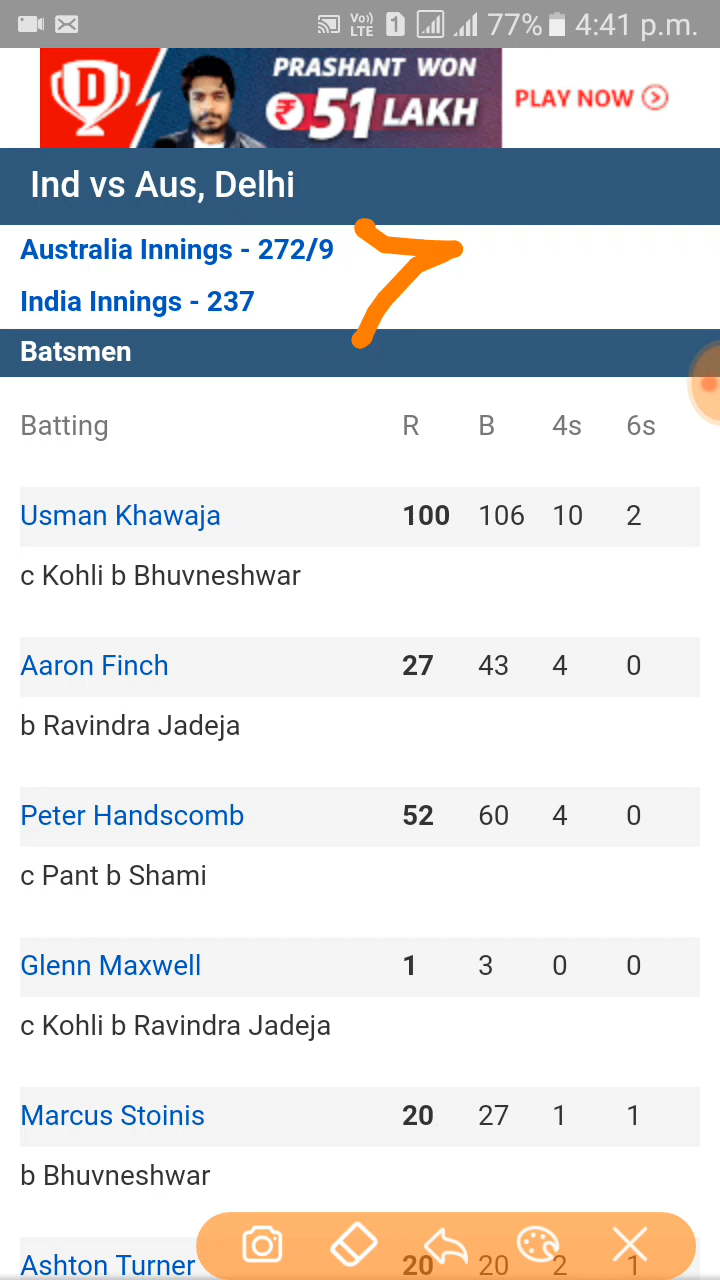 Vo))
LTE 1 77% 4:41 p.m.
D PRASHANT WON
₹51 LAKH
PLAY NOW
Ind vs Aus, Delhi
Australia Innings - 272/9
India Innings - 237
Batsmen
Batting R B 4s 6s
Usman Khawaja 100 106 10 2
c Kohli b Bhuvneshwar
Aaron Finch 27 43 4 0
b Ravindra Jadeja
Peter Handscomb 52 60 4 0
c Pant b Shami
Glenn Maxwell 1 3 0 0
c Kohli b Ravindra Jadeja
Marcus Stoinis 20 27 1 1
b Bhuvneshwar
Ashton Turner 20 20 2 1